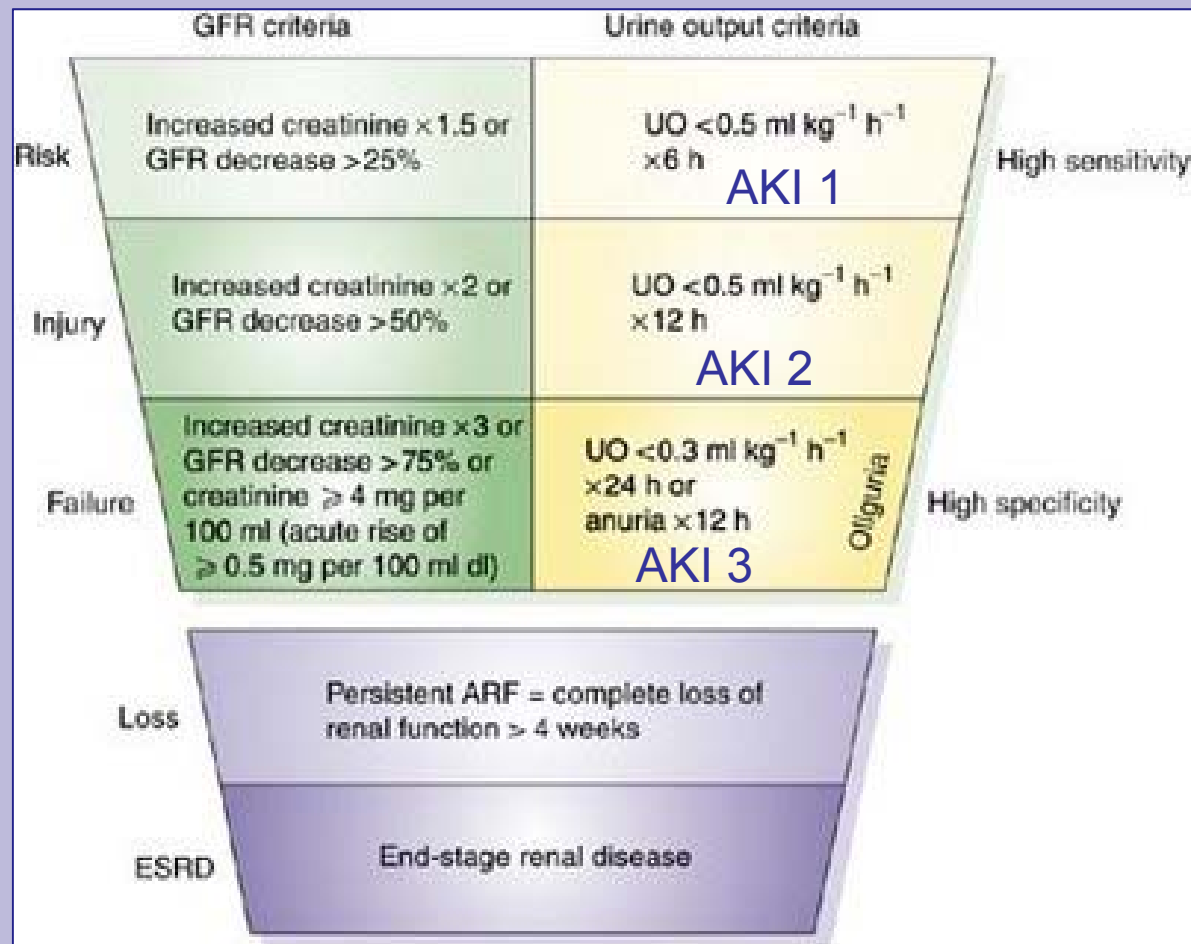 GFR criteria
Urine output criteria
Risk
Increased creatinine ×1.5 or
GFR decrease >25%
UO <0.5 ml kg⁻¹ h⁻¹
×6 h
AKI 1
High sensitivity
Injury
Increased creatinine ×2 or
GFR decrease >50%
UO <0.5 ml kg⁻¹ h⁻¹
×12 h
AKI 2
Failure
Increased creatinine ×3 or
GFR decrease >75% or
creatinine ⩾ 4 mg per
100 ml (acute rise of
⩾ 0.5 mg per 100 ml dl)
UO <0.3 ml kg⁻¹ h⁻¹
×24 h or
anuria ×12 h
AKI 3
Oliguria
High specificity
Loss
Persistent ARF = complete loss of
renal function > 4 weeks
ESRD
End-stage renal disease